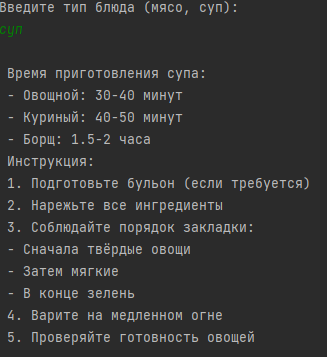 Введите тип блюда (мясо, суп):
суп
Время приготовления супа:
- Овощной: 30-40 минут
- Куриный: 40-50 минут
- Борщ: 1.5-2 часа
Инструкция:
1. Подготовьте бульон (если требуется)
2. Нарежьте все ингредиенты
3. Соблюдайте порядок закладки:
- Сначала твёрдые овощи
- Затем мягкие
- В конце зелень
4. Варите на медленном огне
5. Проверяйте готовность овощей